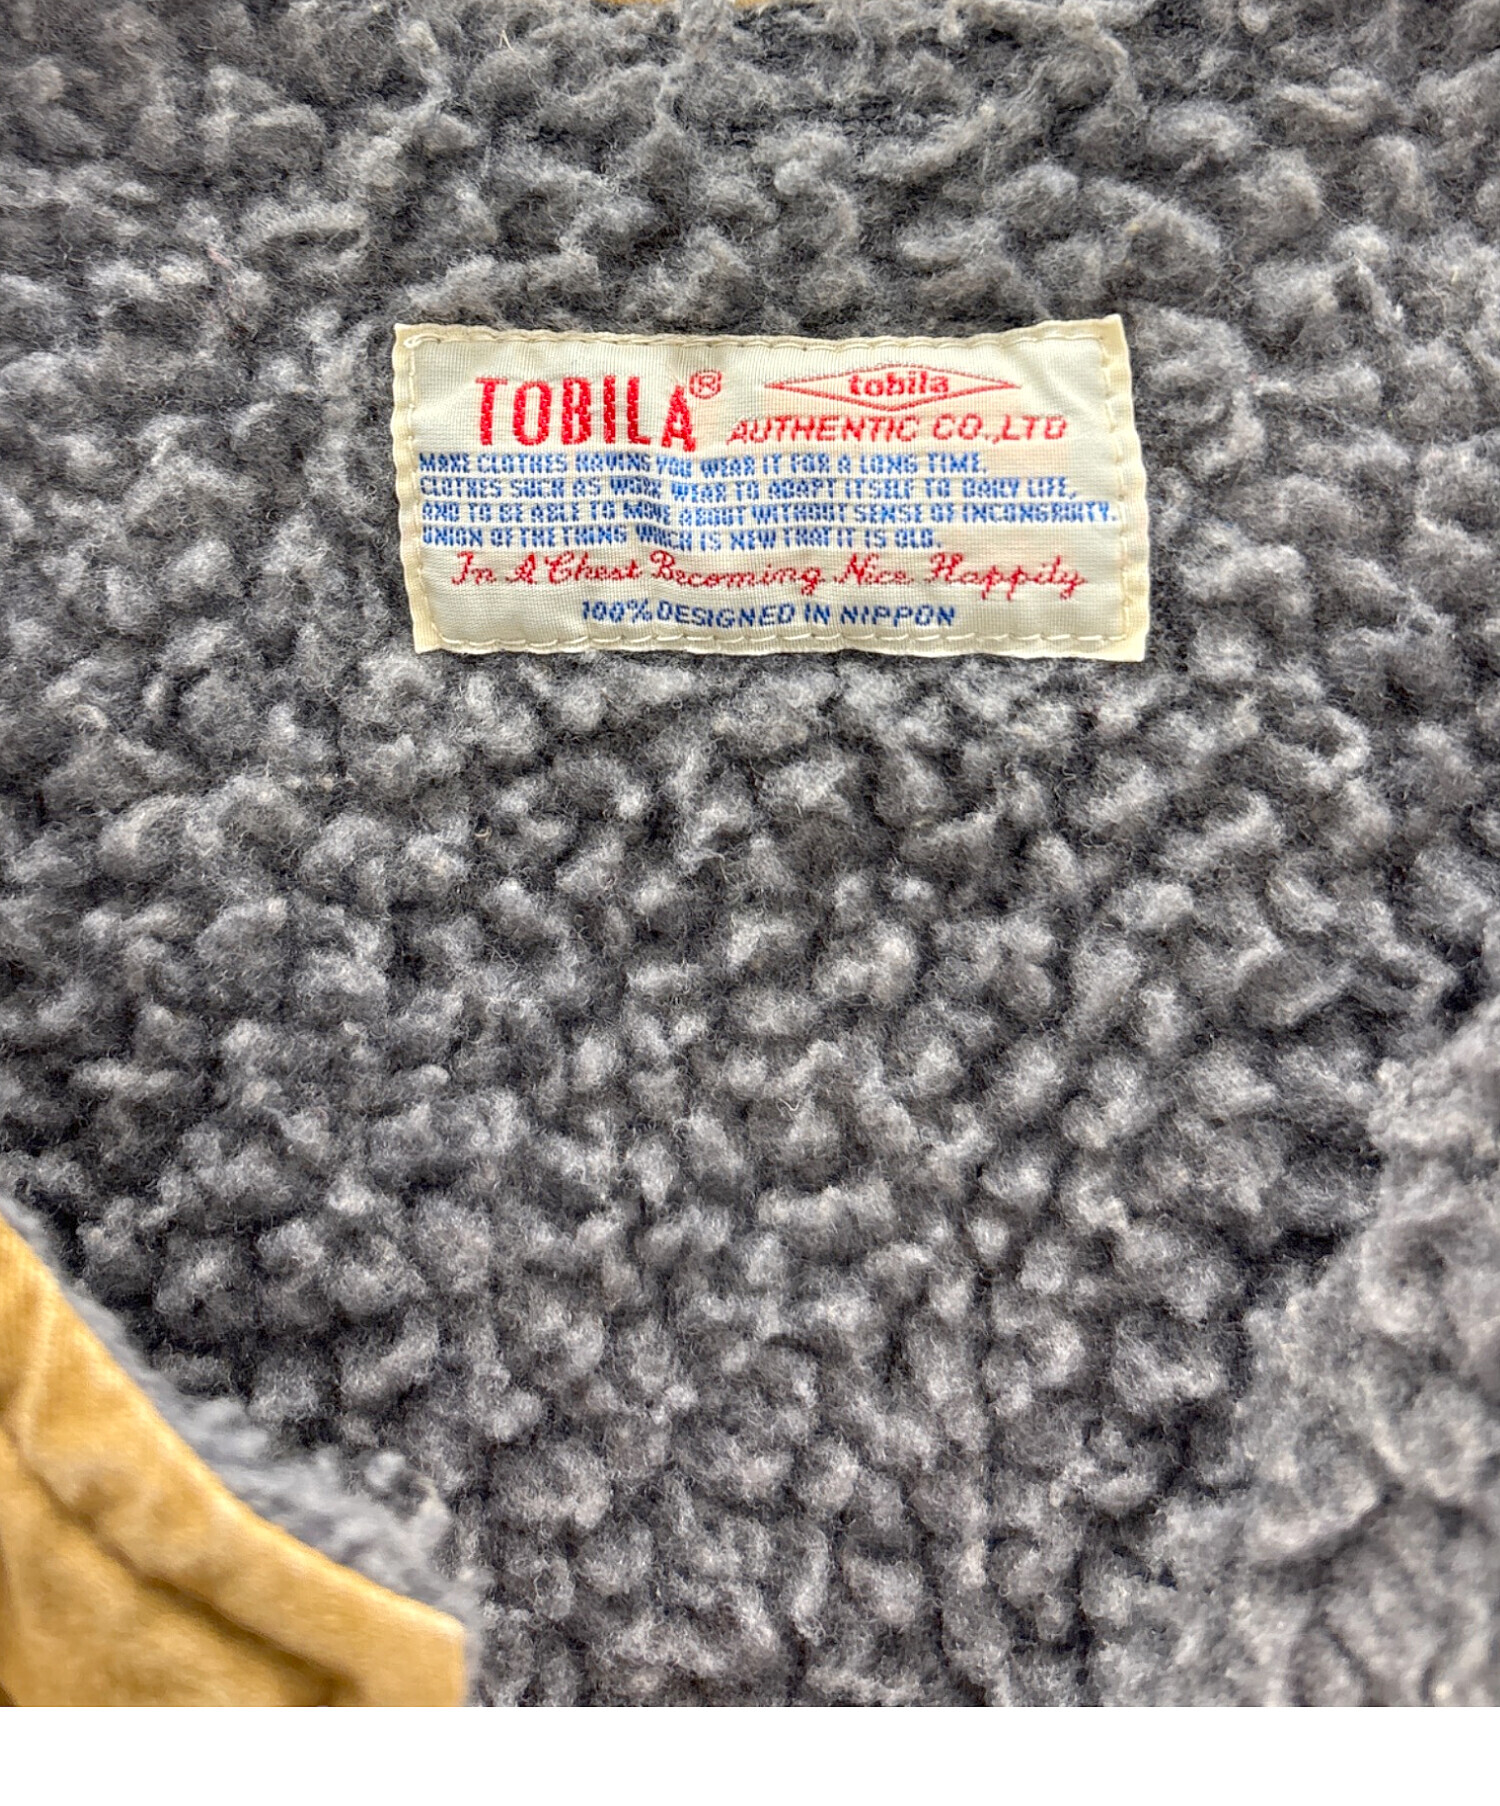 TOBILA®
tobila
AUTHENTIC CO.,LTD
MAKE CLOTHES HAVING YOU WEAR IT FOR A LONG TIME.
CLOTHES SUCH AS WORK WEAR TO ADAPT ITSELF TO DAILY LIFE,
AND TO BE ABLE TO MOVE ABOUT WITHOUT SENSE OF INCONGRUITY.
UNION OF THE THING WHICH IS NEW THAT IT IS OLD.
In A Chest Becoming Nice Happily
100% DESIGNED IN NIPPON